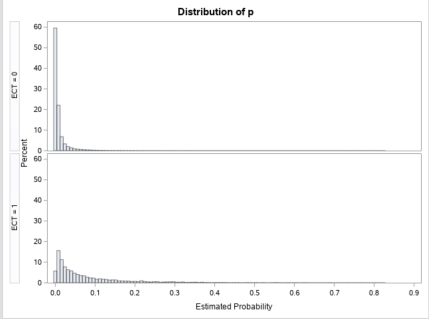 Distribution of p
60
50
40
30
20
10
0
ECT = 0
Percent
60
50
40
30
20
10
0
ECT = 1
0.0 0.1 0.2 0.3 0.4 0.5 0.6 0.7 0.8 0.9
Estimated Probability